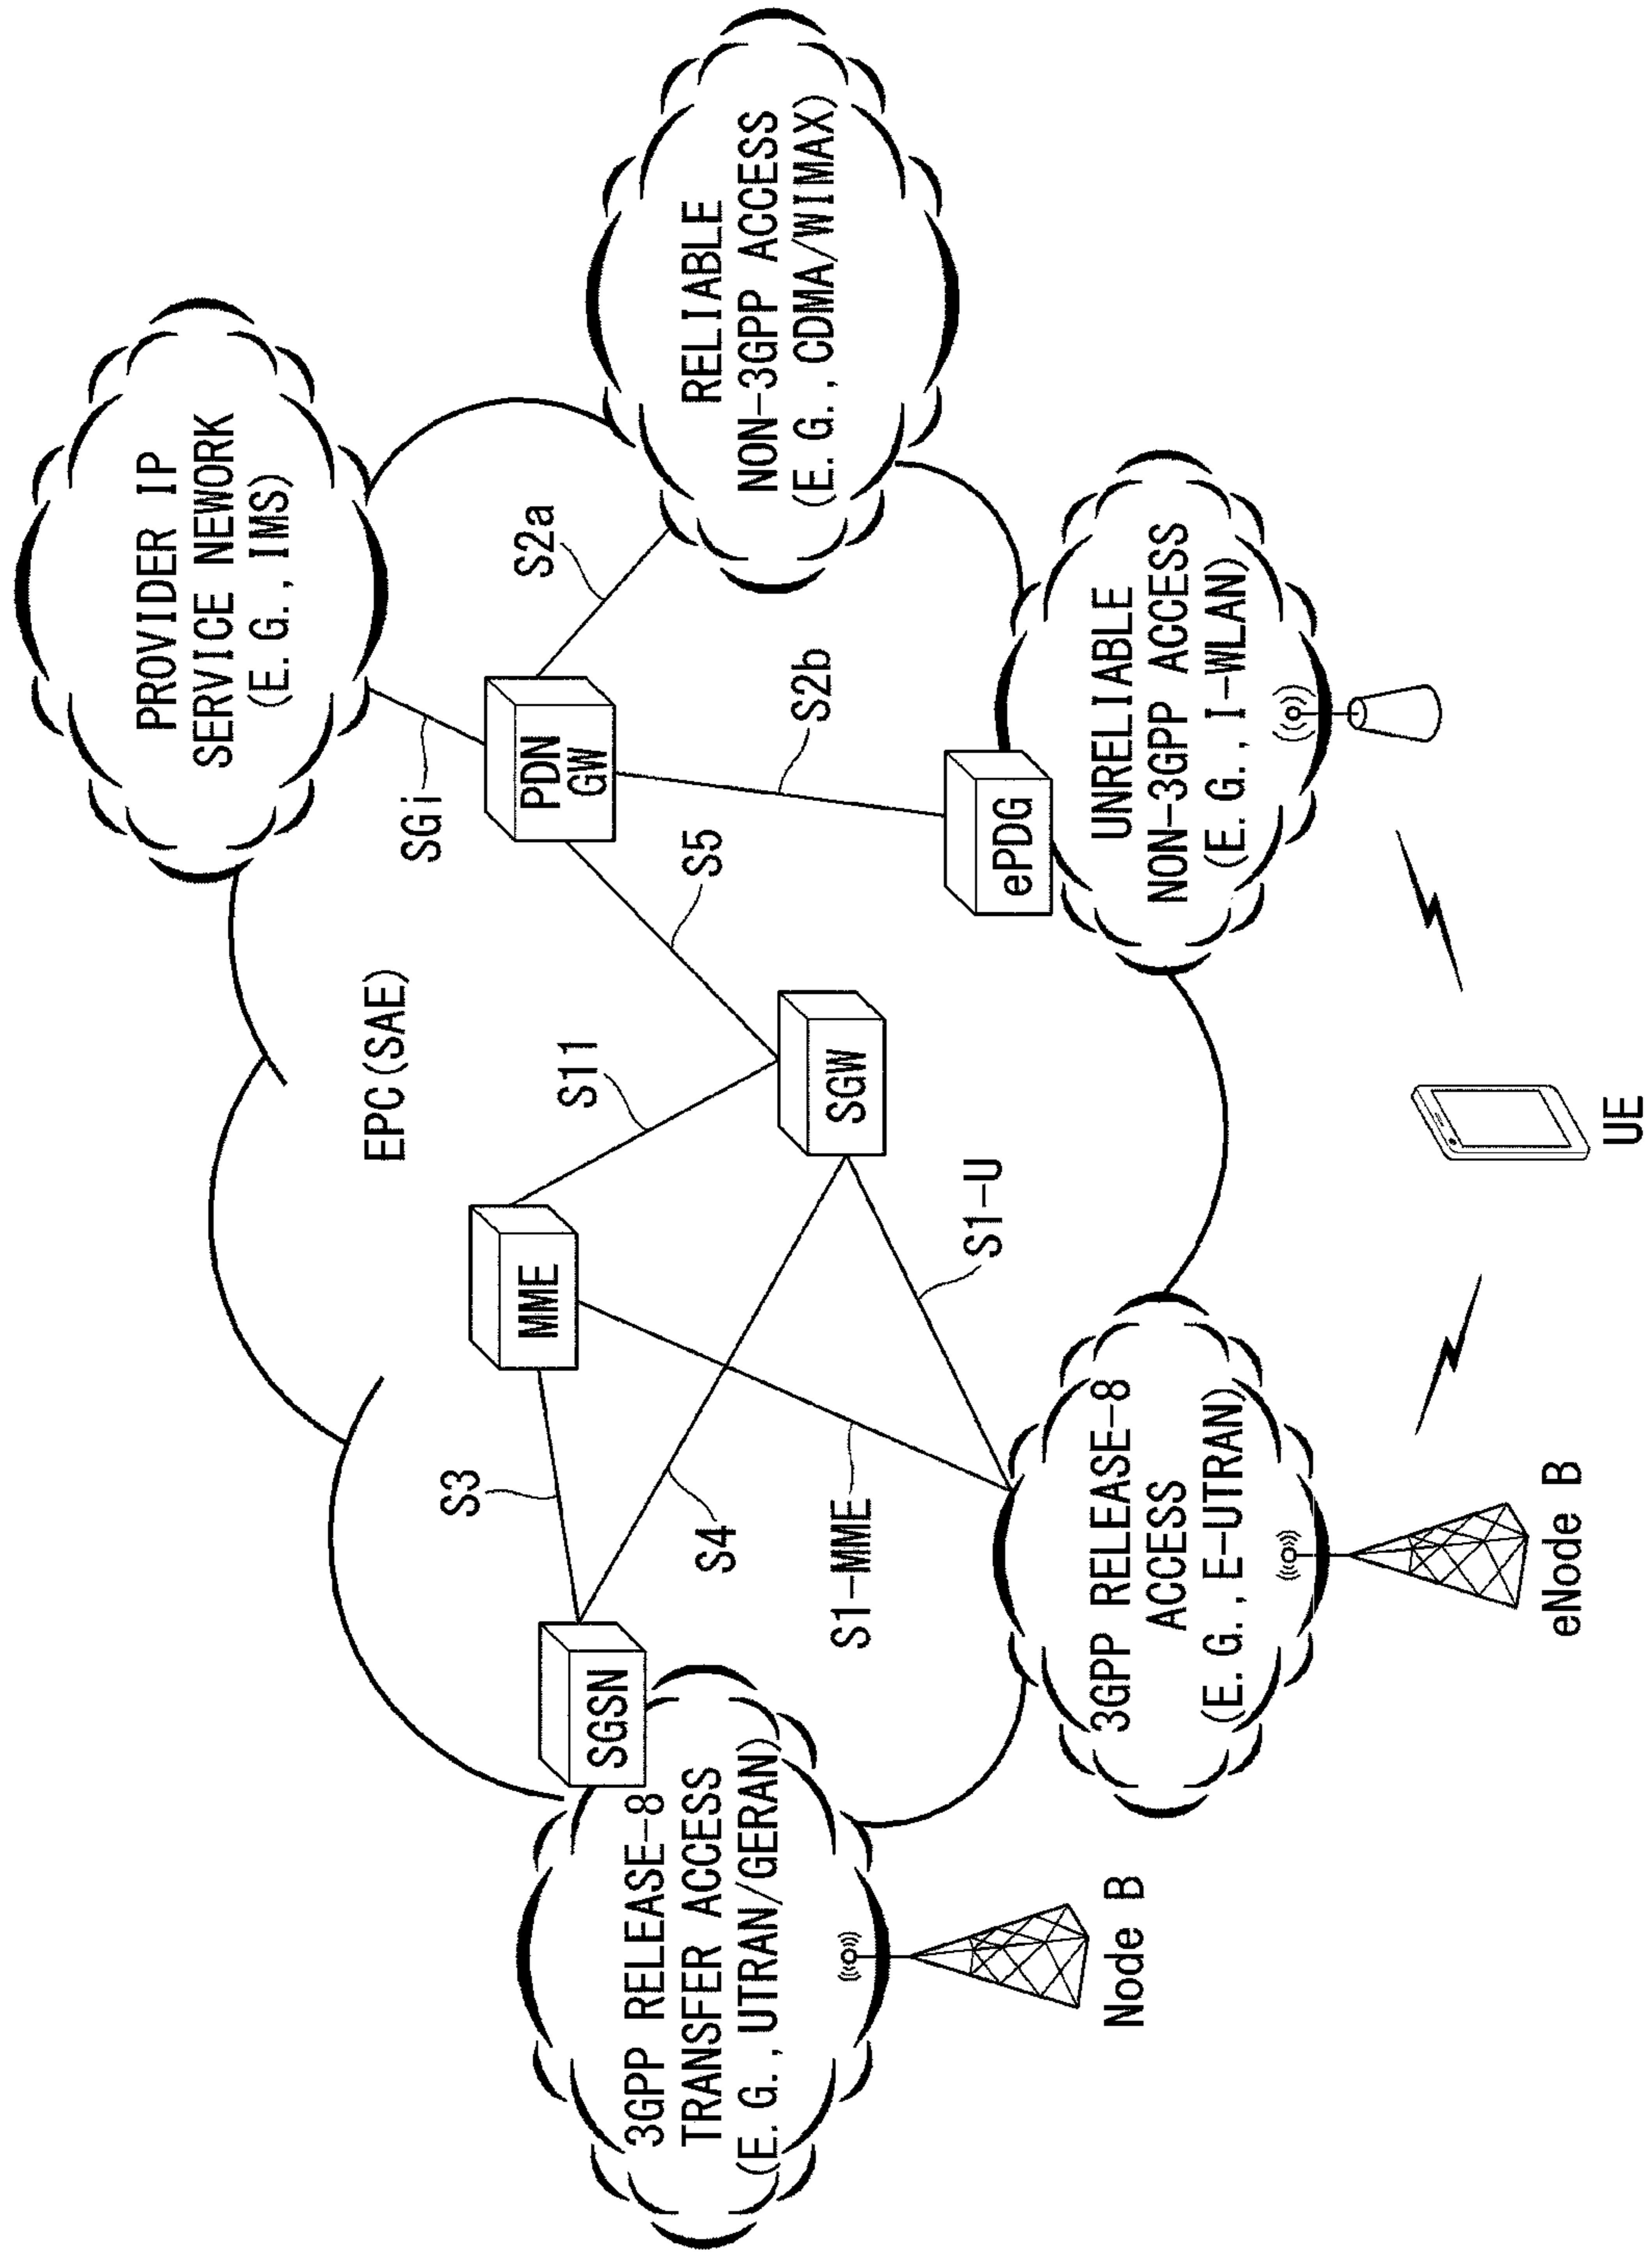 PROVIDER IP
SERVICE NEWORK
(E. G. , IMS)
EPC(SAE)
SGi
S2a
PDN
GW
RELIABLE
NON-3GPP ACCESS
(E. G. , CDMA/WIMAX)
S3
MME
S11
S5
S2b
SGSN
S4
SGW
3GPP RELEASE-8
TRANSFER ACCESS
(E. G. , UTRAN/GERAN)
S1-MME
S1-U
ePDG
UNRELIABLE
NON-3GPP ACCESS
(E. G. , I-WLAN)
Node B
3GPP RELEASE-8
ACCESS
(E. G. , E-UTRAN)
eNode B
UE